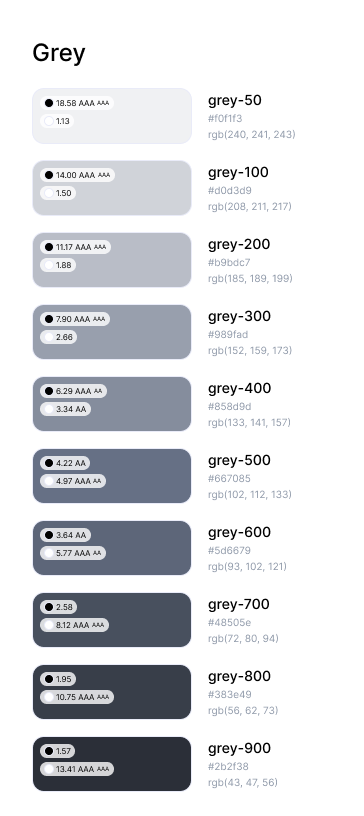 Grey
18.58 AAA AAA
1.13
grey-50
#f0f1f3
rgb(240, 241, 243)
14.00 AAA AAA
1.50
grey-100
#d0d3d9
rgb(208, 211, 217)
11.17 AAA AAA
1.88
grey-200
#b9bdc7
rgb(185, 189, 199)
7.90 AAA AAA
2.66
grey-300
#989fad
rgb(152, 159, 173)
6.29 AAA AA
3.34 AA
grey-400
#858d9d
rgb(133, 141, 157)
4.22 AA
4.97 AAA AA
grey-500
#667085
rgb(102, 112, 133)
3.64 AA
5.77 AAA AA
grey-600
#5d6679
rgb(93, 102, 121)
2.58
8.12 AAA AAA
grey-700
#48505e
rgb(72, 80, 94)
1.95
10.75 AAA AAA
grey-800
#383e49
rgb(56, 62, 73)
1.57
13.41 AAA AAA
grey-900
#2b2f38
rgb(43, 47, 56)